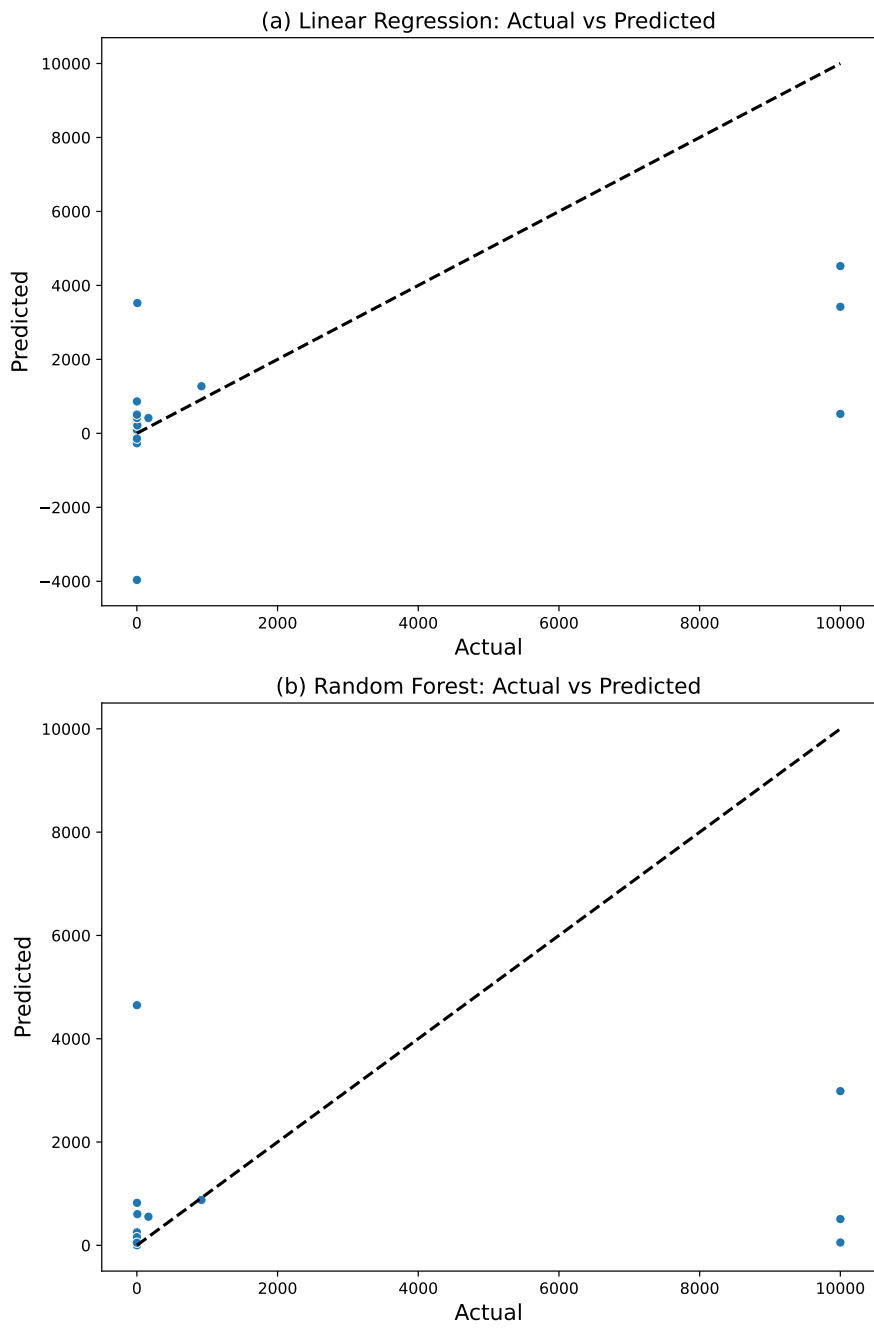 (a) Linear Regression: Actual vs Predicted
10000
8000
6000
4000
2000
0
−2000
−4000
Predicted
0 2000 4000 6000 8000 10000
Actual
(b) Random Forest: Actual vs Predicted
10000
8000
6000
4000
2000
0
Predicted
0 2000 4000 6000 8000 10000
Actual